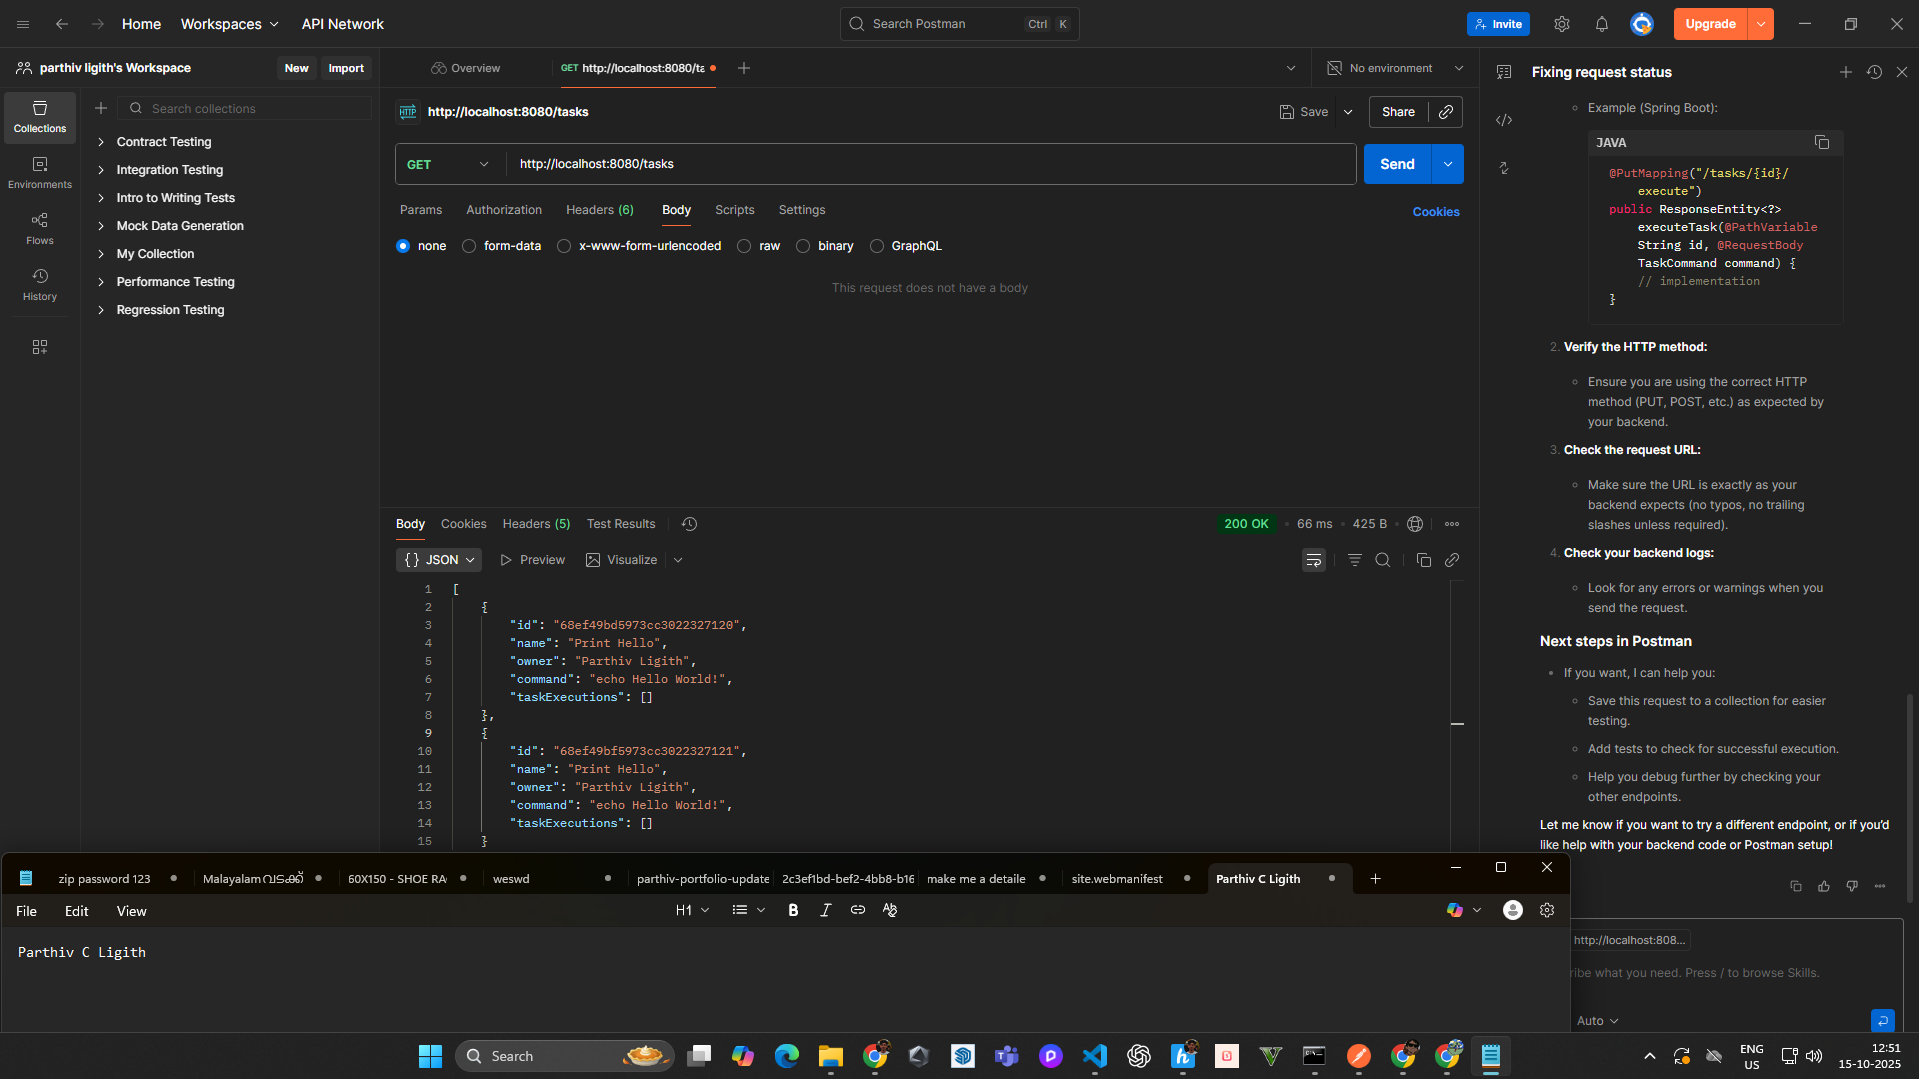 Home
Workspaces
API Network
Search Postman
Ctrl K
Invite
Upgrade
parthiv ligith's Workspace
New
Import
Overview
GET http://localhost:8080/ta
No environment
Fixing request status
Collections
Environments
Flows
History
Search collections
Contract Testing
Integration Testing
Intro to Writing Tests
Mock Data Generation
My Collection
Performance Testing
Regression Testing
HTTP
http://localhost:8080/tasks
Save
Share
GET
http://localhost:8080/tasks
Send
Params
Authorization
Headers (6)
Body
Scripts
Settings
Cookies
none
form-data
x-www-form-urlencoded
raw
binary
GraphQL
This request does not have a body
Body
Cookies
Headers (5)
Test Results
200 OK
66 ms
425 B
{} JSON
Preview
Visualize
1 [
2 {
3 "id": "68ef49bd5973cc3022327120",
4 "name": "Print Hello",
5 "owner": "Parthiv Ligith",
6 "command": "echo Hello World!",
7 "taskExecutions": []
8 },
9 {
10 "id": "68ef49bf5973cc3022327121",
11 "name": "Print Hello",
12 "owner": "Parthiv Ligith",
13 "command": "echo Hello World!",
14 "taskExecutions": []
15 }
Example (Spring Boot):
JAVA
@PutMapping("/tasks/{id}/
execute")
public ResponseEntity<?>
executeTask(@PathVariable
String id, @RequestBody
TaskCommand command) {
// implementation
}
2. Verify the HTTP method:
Ensure you are using the correct HTTP
method (PUT, POST, etc.) as expected by
your backend.
3. Check the request URL:
Make sure the URL is exactly as your
backend expects (no typos, no trailing
slashes unless required).
4. Check your backend logs:
Look for any errors or warnings when you
send the request.
Next steps in Postman
If you want, I can help you:
Save this request to a collection for easier
testing.
Add tests to check for successful execution.
Help you debug further by checking your
other endpoints.
Let me know if you want to try a different endpoint, or if you'd
like help with your backend code or Postman setup!
http://localhost:808...
ribe what you need. Press / to browse Skills.
Auto
zip password 123
Malayalam വടക്ക്
60X150 - SHOE RA
weswd
parthiv-portfolio-update
2c3ef1bd-bef2-4bb8-b16
make me a detaile
site.webmanifest
Parthiv C Ligith
File
Edit
View
H1
B
I
Parthiv C Ligith
Search
ENG
US
12:51
15-10-2025